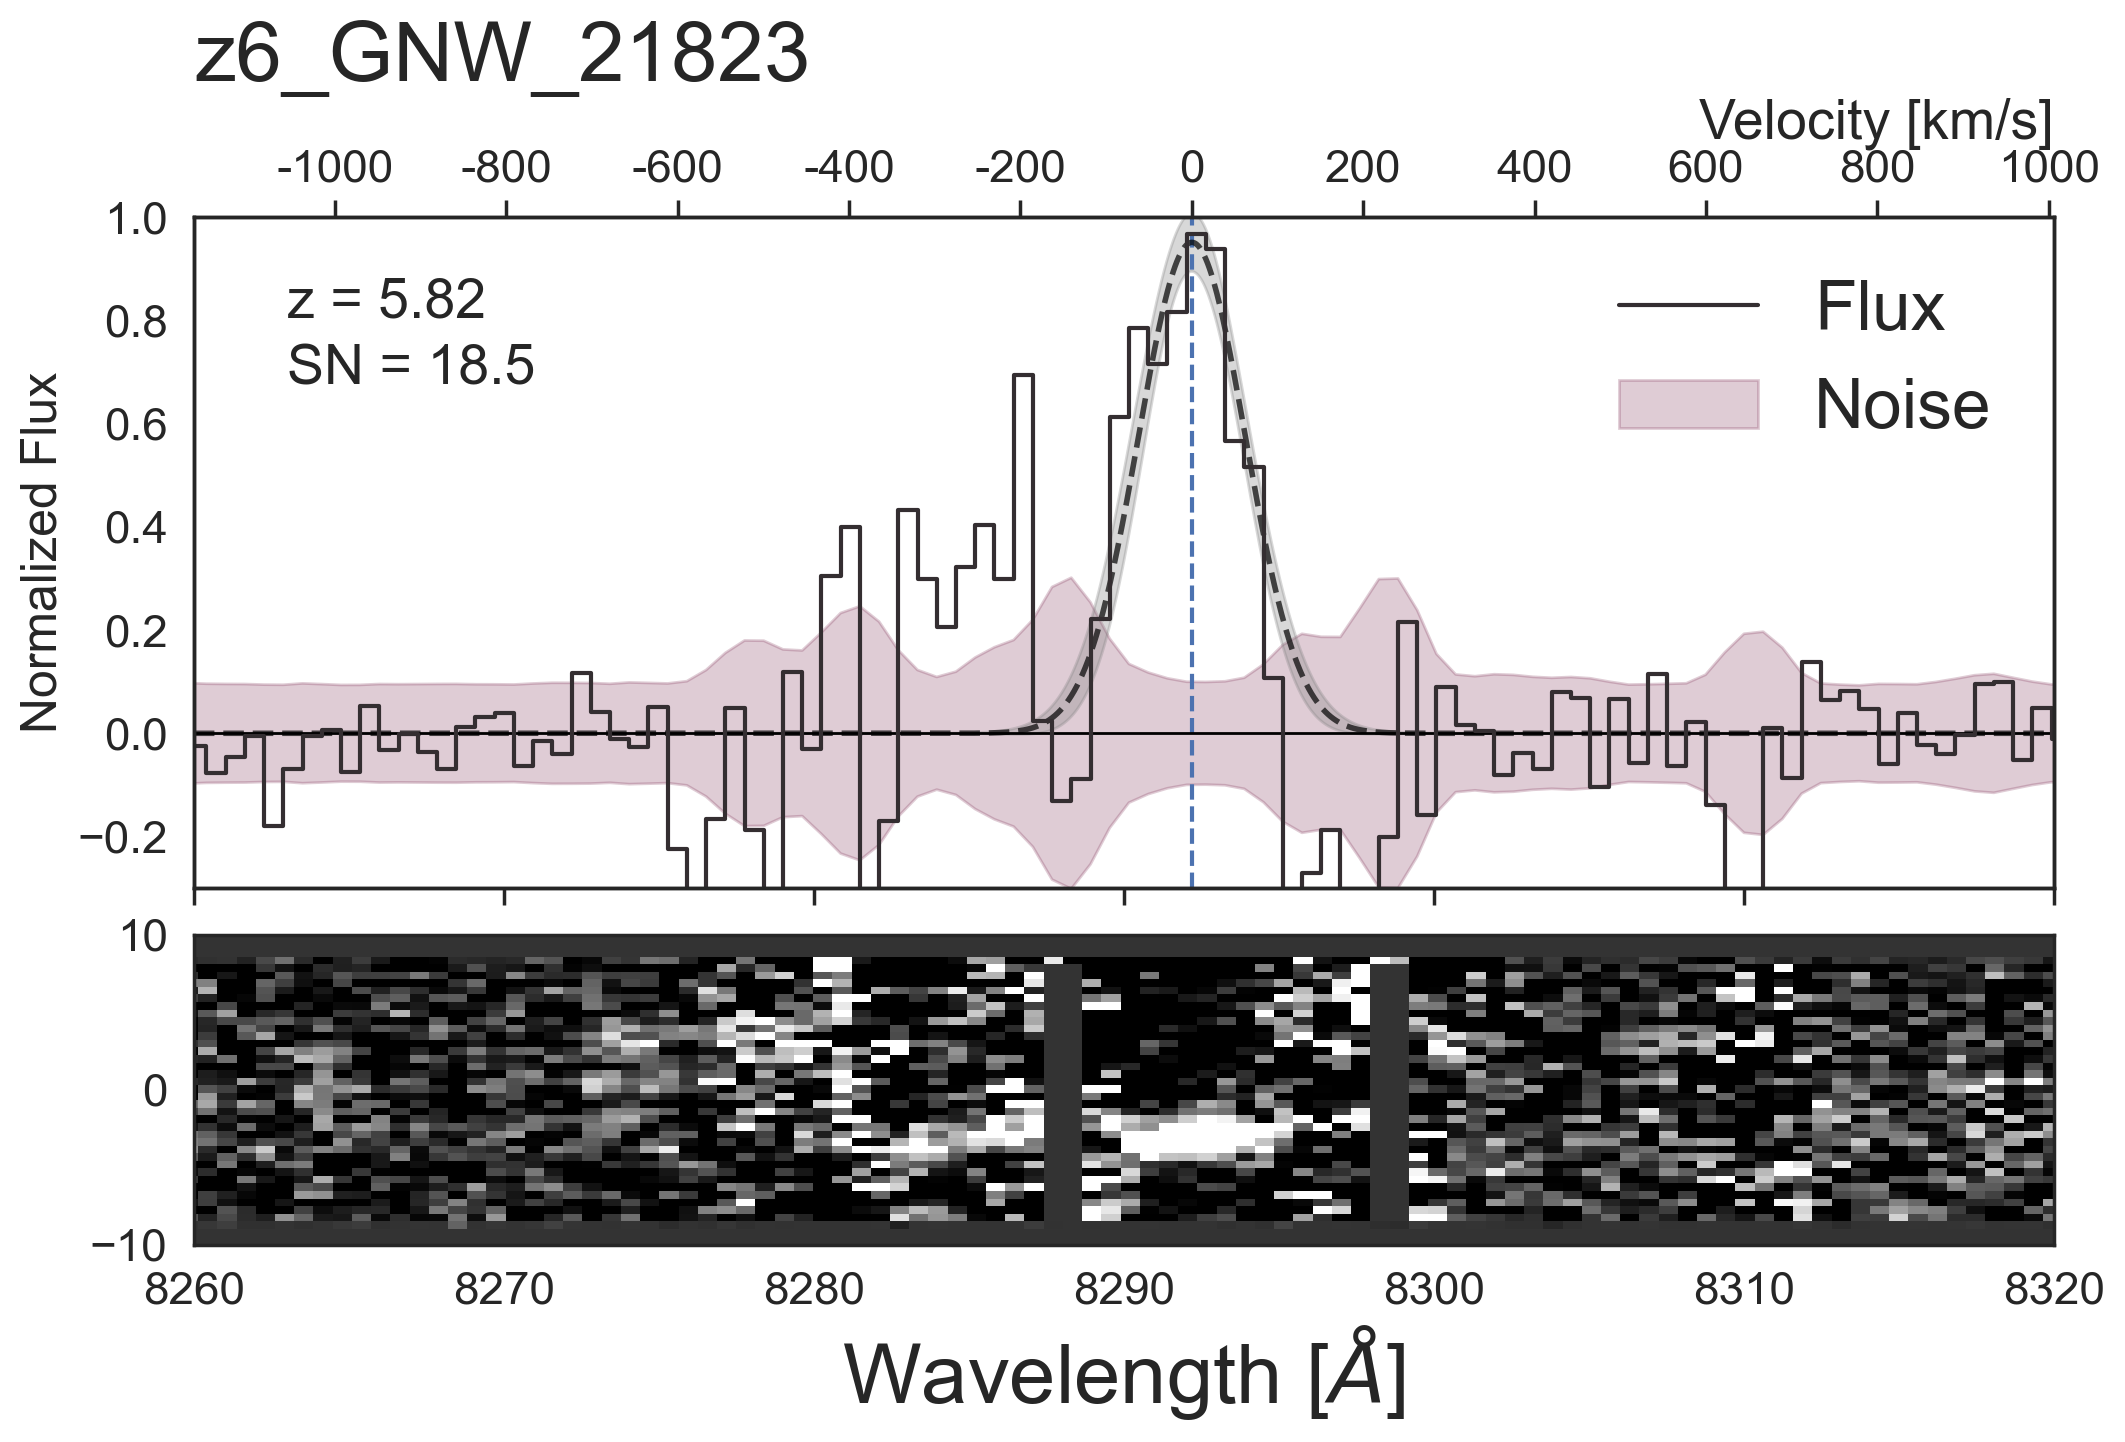 z6_GNW_21823
Velocity [km/s]
-1000 -800 -600 -400 -200 0 200 400 600 800 1000
1.0
0.8
0.6
0.4
0.2
0.0
−0.2
Normalized Flux
z = 5.82
SN = 18.5
Flux
Noise
10
0
−10
8260 8270 8280 8290 8300 8310 8320
Wavelength [Å]